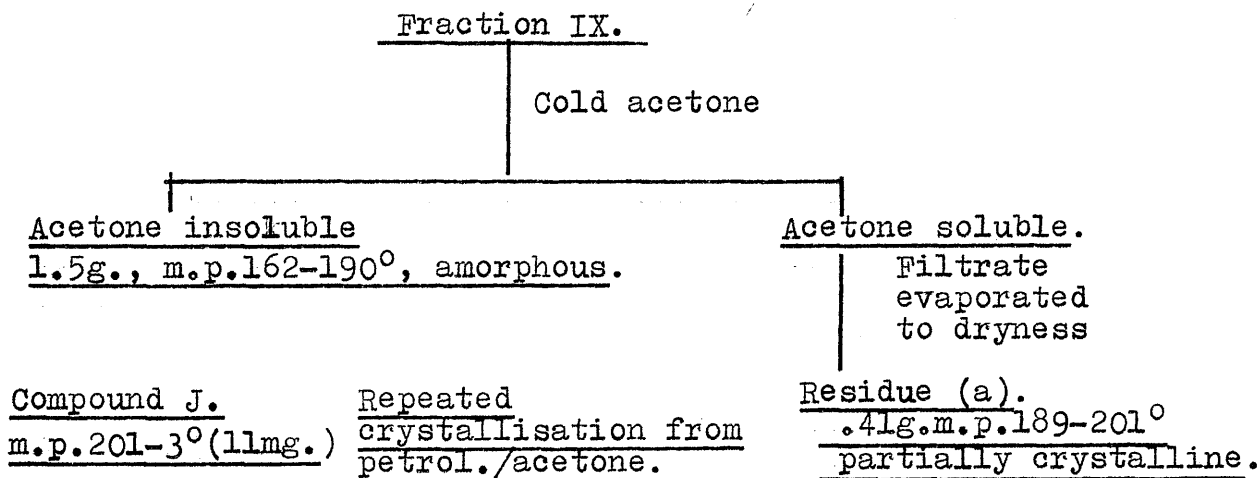 Fraction IX.
Cold acetone
Acetone insoluble
1.5g., m.p.162-190°, amorphous.
Acetone soluble.
Filtrate
evaporated
to dryness
Compound J.
m.p.201-3°(11mg.)
Repeated
crystallisation from
petrol./acetone.
Residue (a).
.41g.m.p.189-201°
partially crystalline.